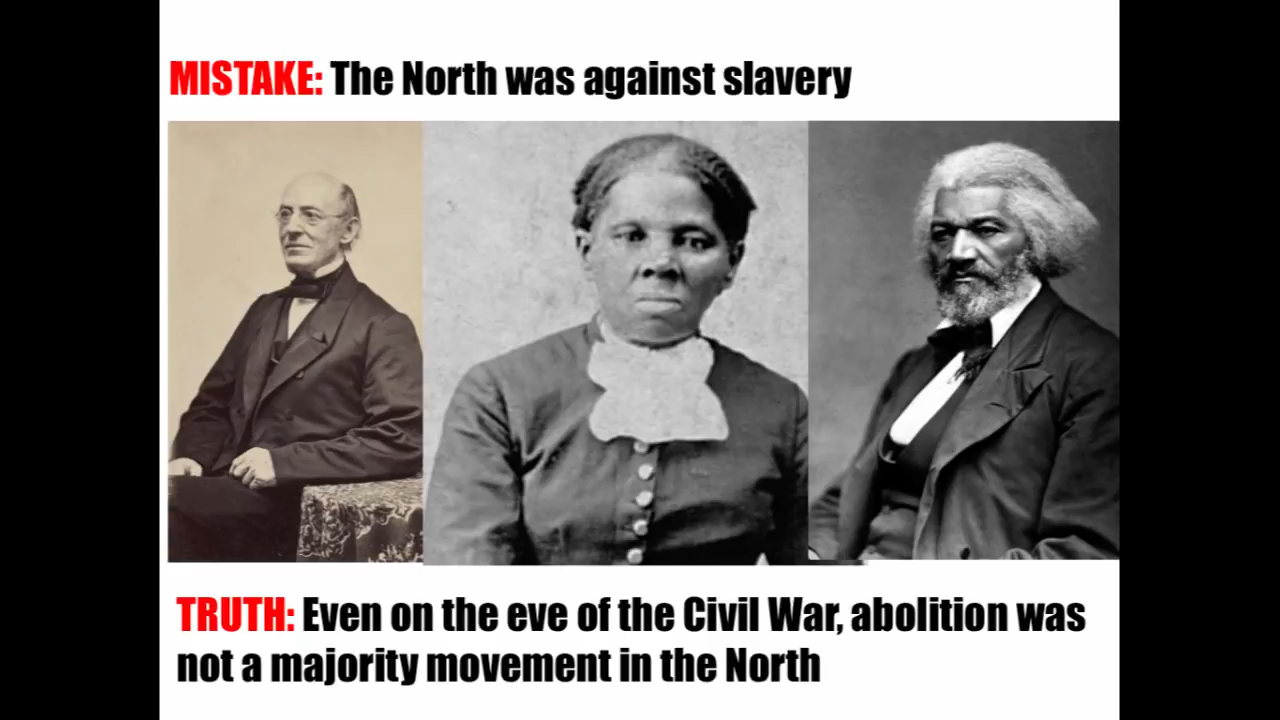 MISTAKE: The North was against slavery
TRUTH: Even on the eve of the Civil War, abolition was
not a majority movement in the North